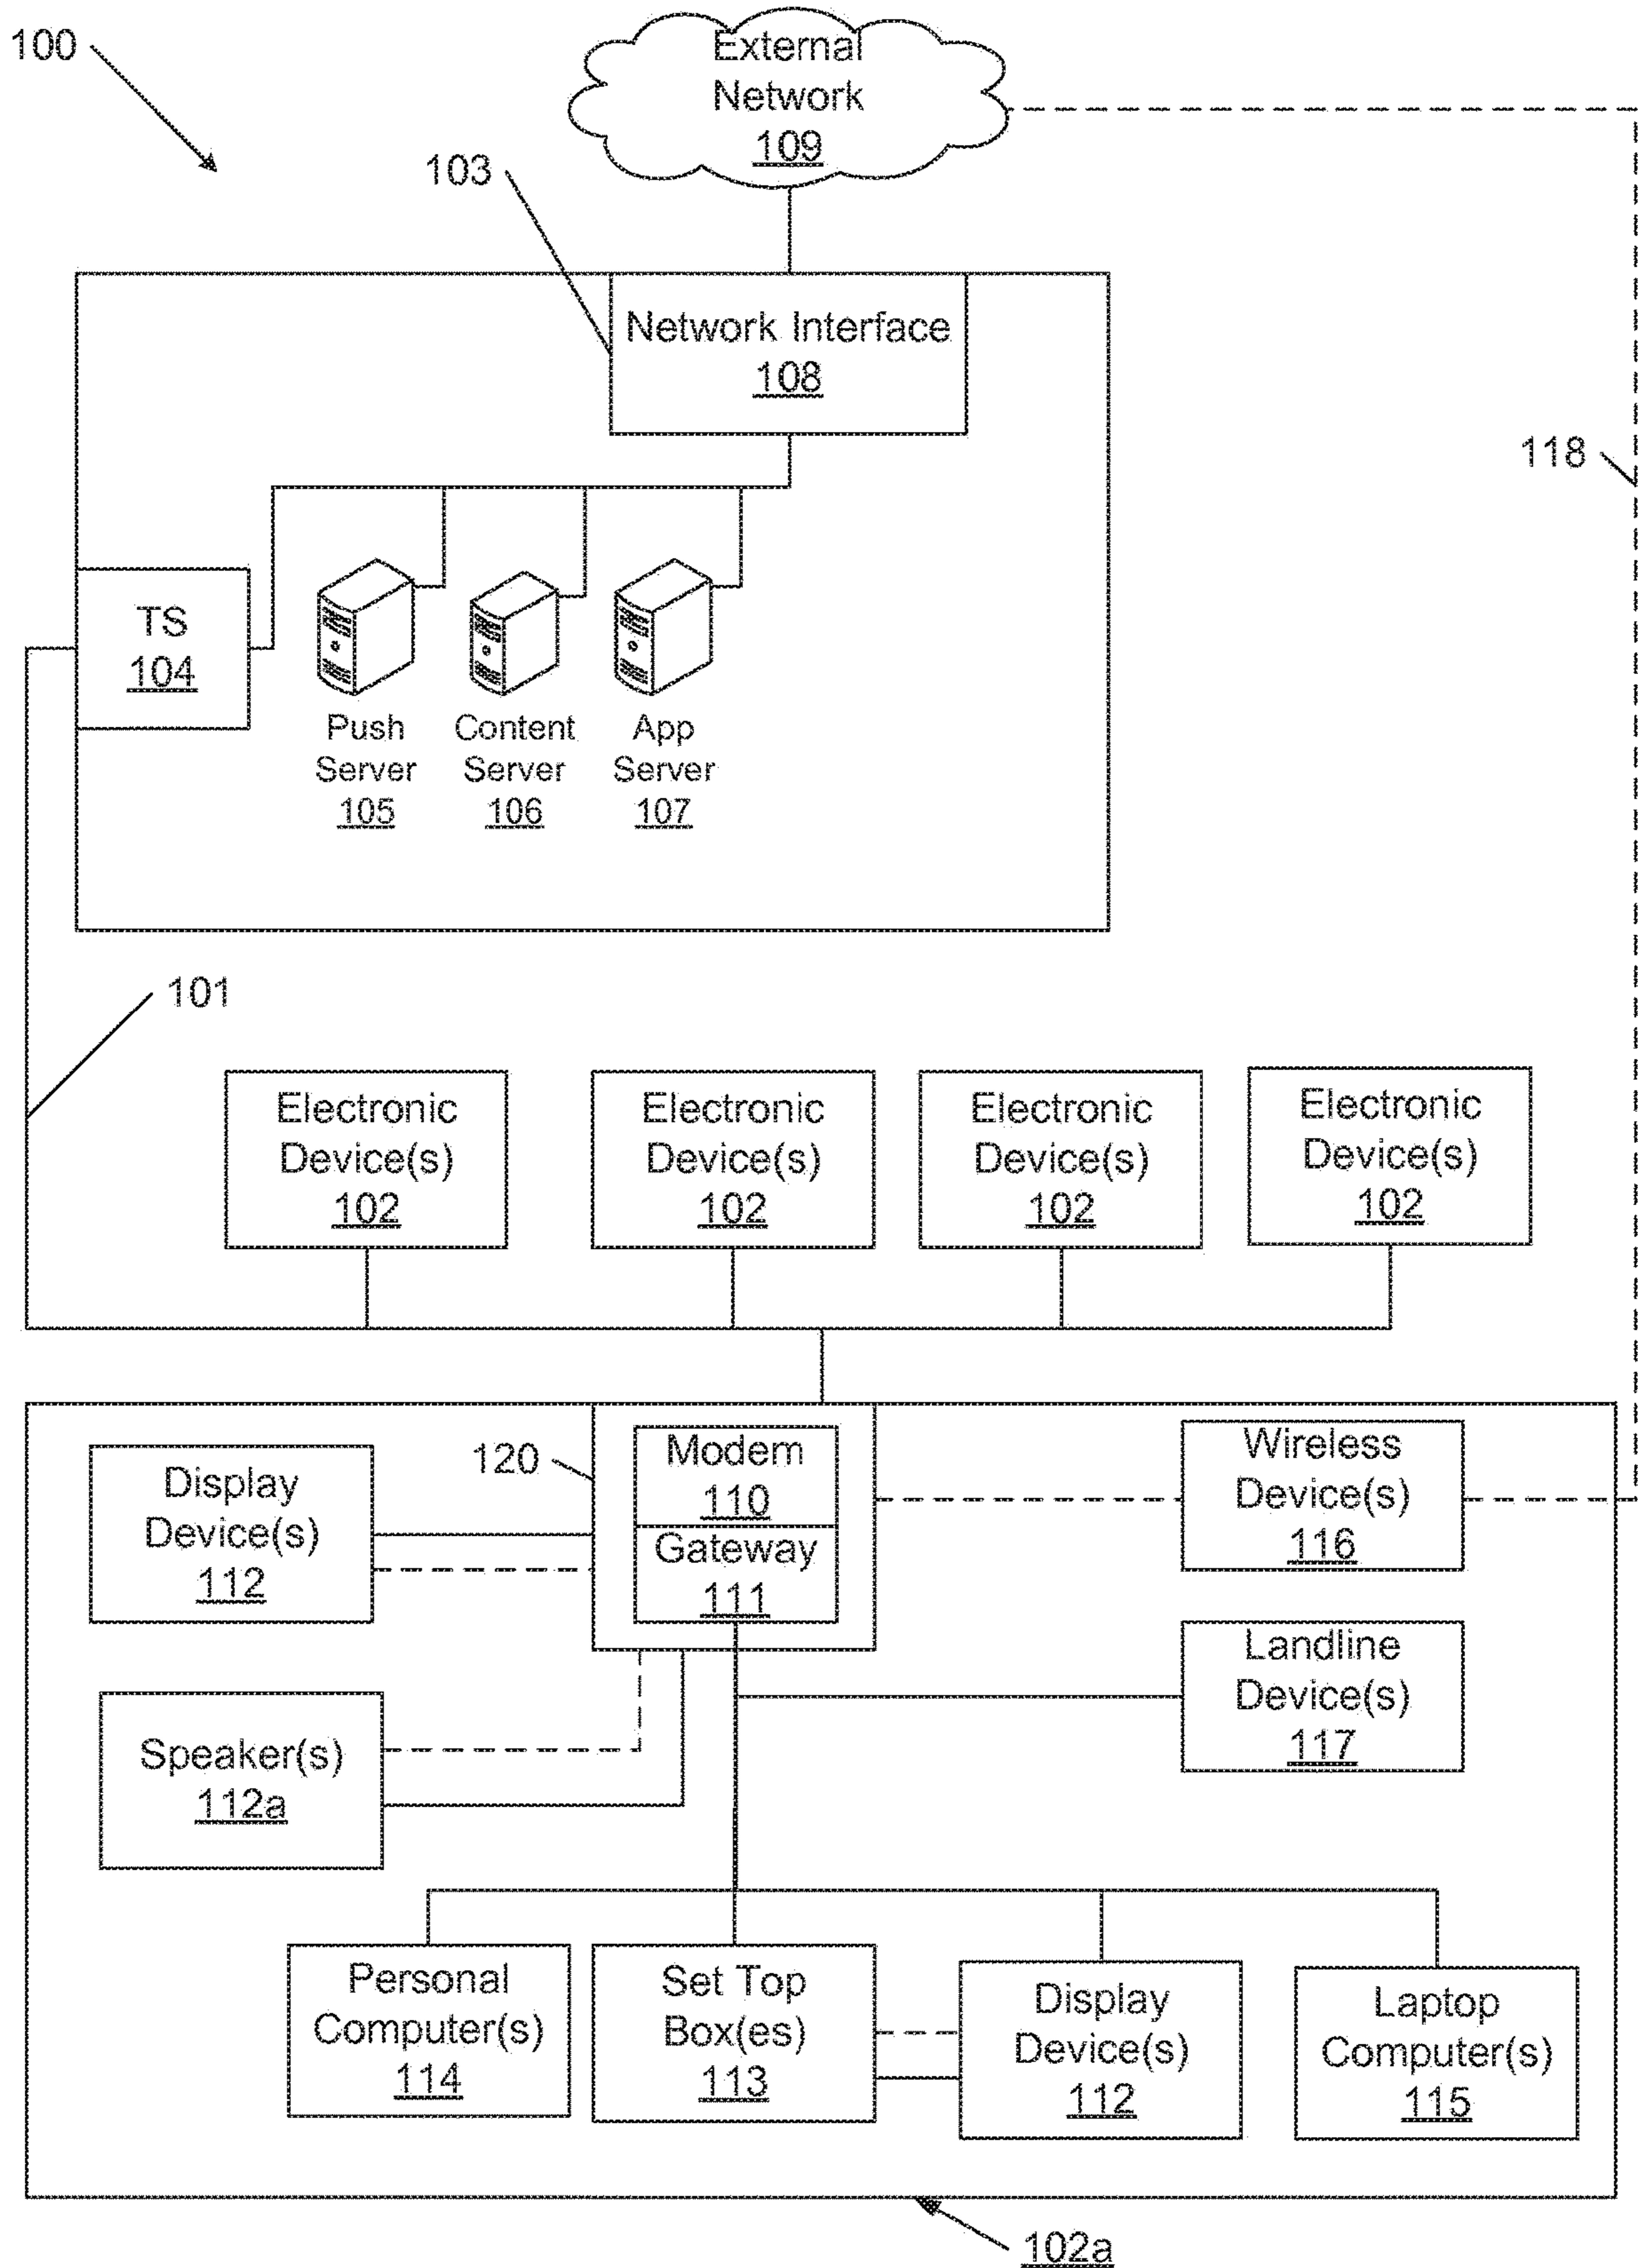 100
External
Network
109
103
Network Interface
108
118
TS
104
Push
Server
105
Content
Server
106
App
Server
107
101
Electronic
Device(s)
102
Electronic
Device(s)
102
Electronic
Device(s)
102
Electronic
Device(s)
102
120
Modem
110
Gateway
111
Display
Device(s)
112
Wireless
Device(s)
116
Landline
Device(s)
117
Speaker(s)
112a
Personal
Computer(s)
114
Set Top
Box(es)
113
Display
Device(s)
112
Laptop
Computer(s)
115
102a